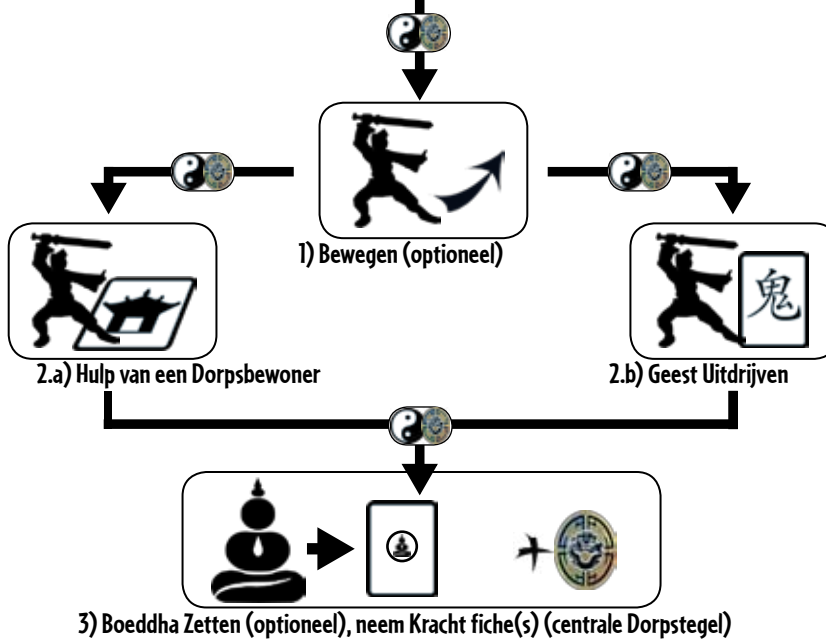 1) Bewegen (optioneel)
鬼
2.a) Hulp van een Dorpsbewoner
2.b) Geest Uitdrijven
3) Boeddha Zetten (optioneel), neem Kracht fiche(s) (centrale Dorpstegel)